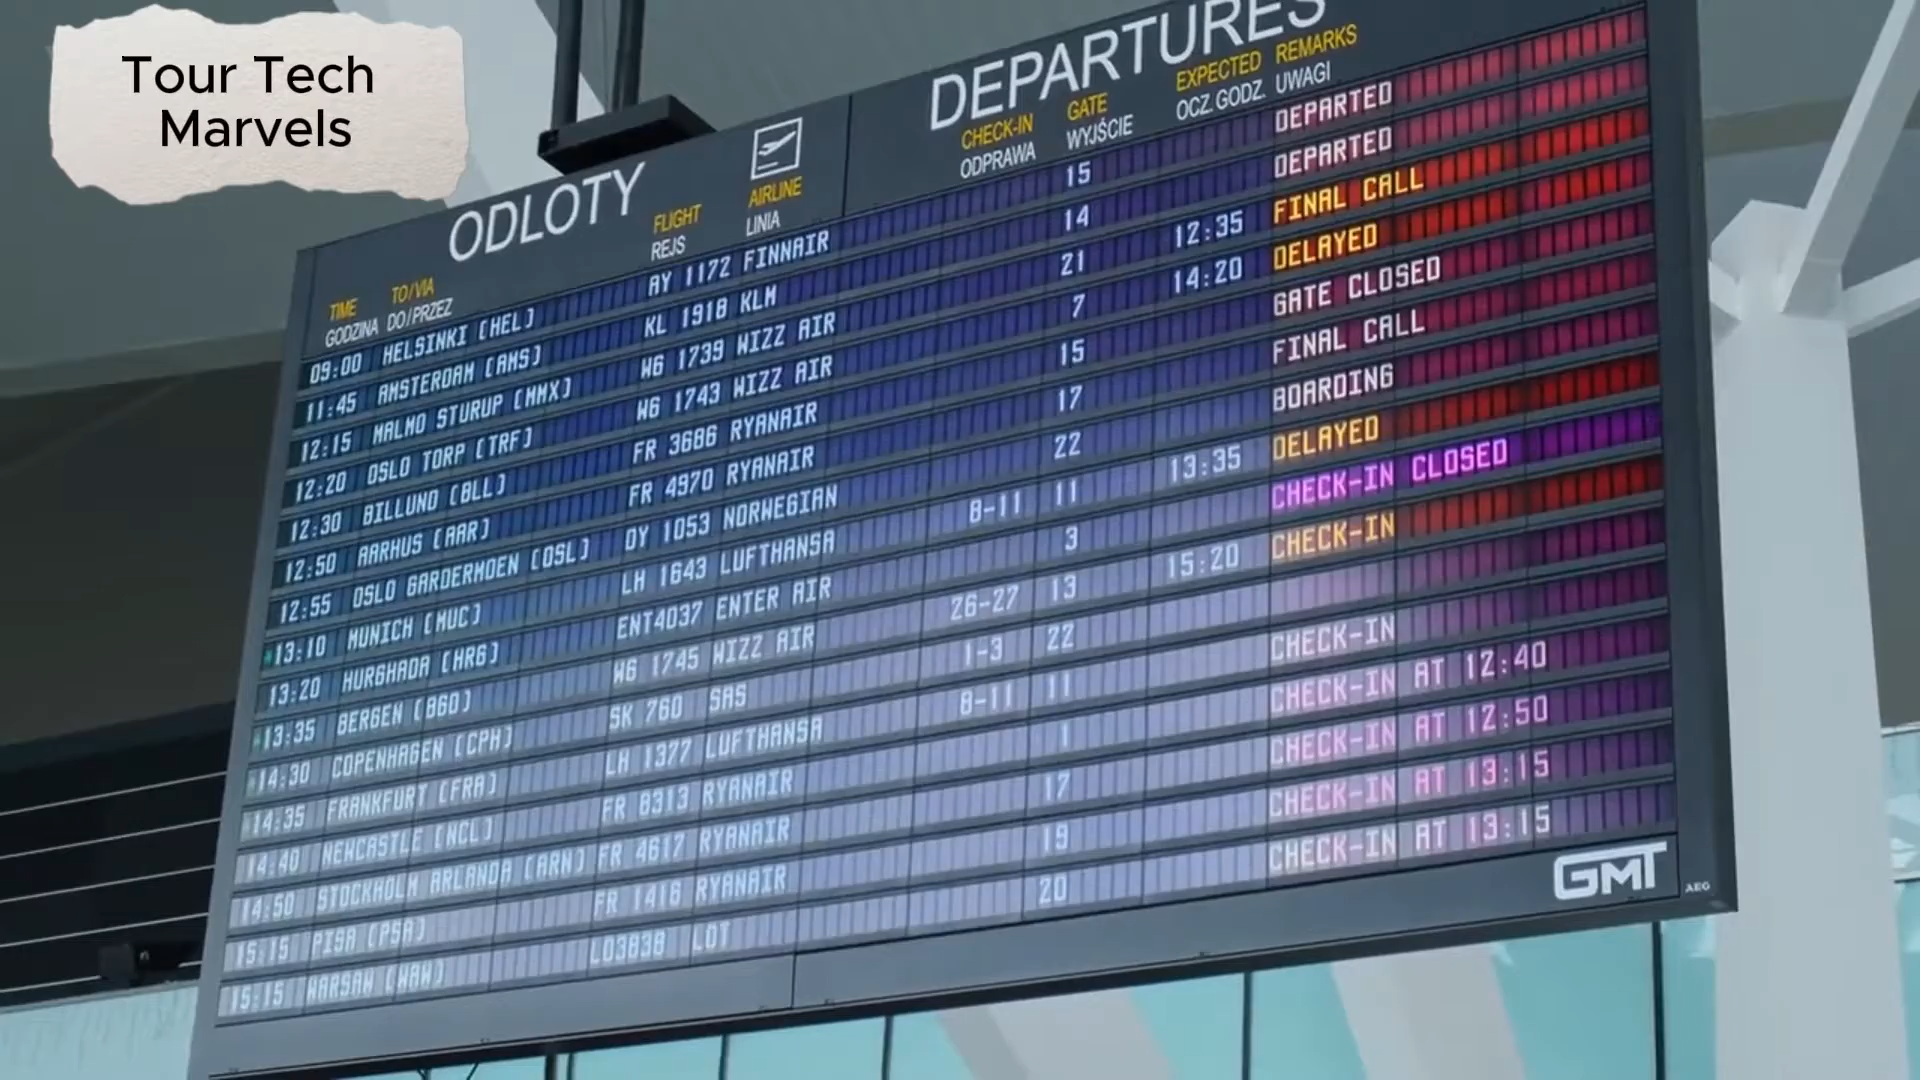 Tour Tech
Marvels
ODLOTY DEPARTURES
TIME TO/VIA FLIGHT AIRLINE CHECK-IN GATE EXPECTED REMARKS
GODZINA DO/PRZEZ REJS LINIA ODPRAWA WYJŚCIE OCZ. GODZ. UWAGI
09:00 HELSINKI (HEL) AY 1172 FINNAIR 15 DEPARTED
11:45 AMSTERDAM (AMS) KL 1918 KLM 14 DEPARTED
12:15 MALMO STURUP (MMX) W6 1739 WIZZ AIR 21 12:35 FINAL CALL
12:20 OSLO TORP (TRF) W6 1743 WIZZ AIR 7 14:20 DELAYED
12:30 BILLUND (BLL) FR 3686 RYANAIR 15 GATE CLOSED
12:50 AARHUS (AAR) FR 4970 RYANAIR 17 FINAL CALL
12:55 OSLO GARDERMOEN (OSL) DY 1053 NORWEGIAN 22 BOARDING
13:10 MUNICH (MUC) LH 1643 LUFTHANSA 8-11 11 13:35 DELAYED
13:20 HURGHADA (HRG) ENT4037 ENTER AIR 3 CHECK-IN CLOSED
13:35 BERGEN (BGO) W6 1745 WIZZ AIR 26-27 13 15:20 CHECK-IN
14:30 COPENHAGEN (CPH) SK 760 SAS 1-3 22
14:35 FRANKFURT (FRA) LH 1377 LUFTHANSA 8-11 11 CHECK-IN
14:40 NEWCASTLE (NCL) FR 8313 RYANAIR 1 CHECK-IN AT 12:40
14:50 STOCKHOLM ARLANDA (ARN) FR 4617 RYANAIR 17 CHECK-IN AT 12:50
15:15 PISA (PSA) FR 1416 RYANAIR 19 CHECK-IN AT 13:15
15:15 WARSAW (WAW) LO3838 LOT 20 CHECK-IN AT 13:15
GMT AEG